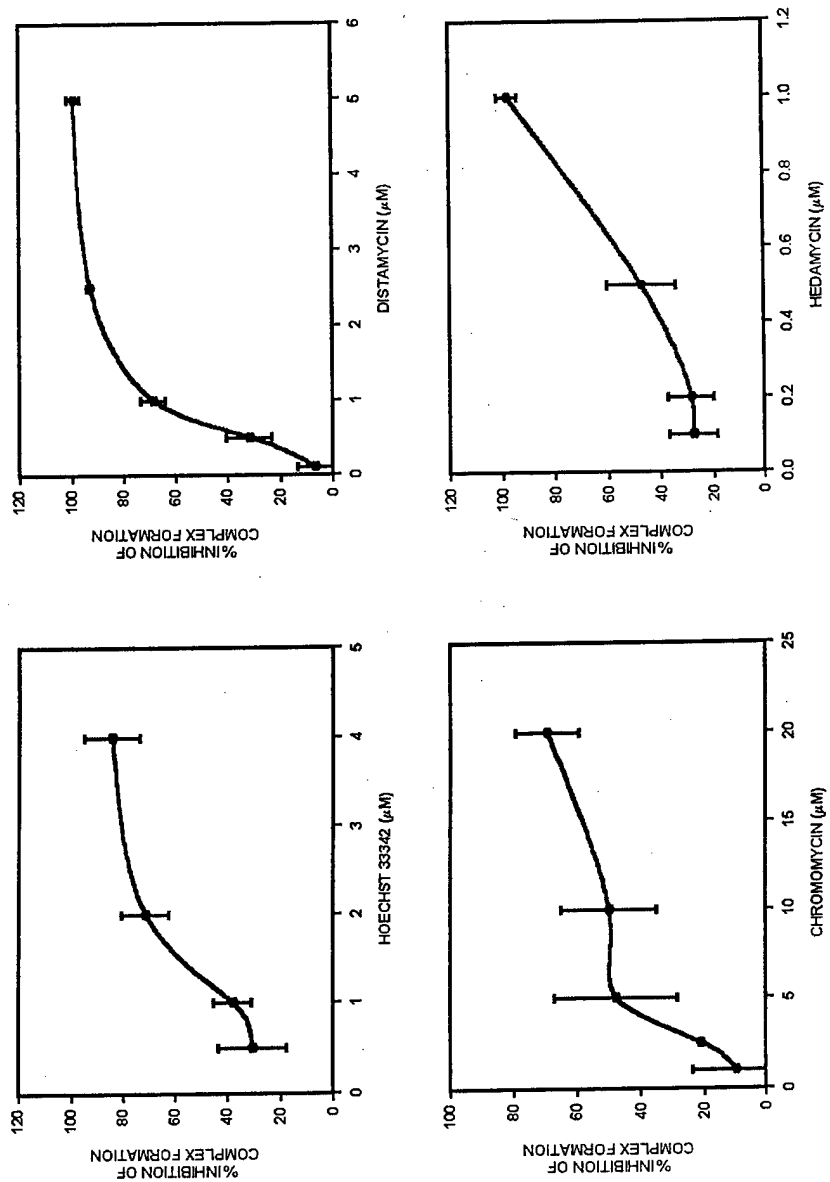 % INHIBITION OF
COMPLEX FORMATION
120
100
80
60
40
20
0
0 1 2 3 4 5
HOECHST 33342 (µM)
% INHIBITION OF
COMPLEX FORMATION
120
100
80
60
40
20
0
0 1 2 3 4 5 6
DISTAMYCIN (µM)
% INHIBITION OF
COMPLEX FORMATION
100
80
60
40
20
0
0 5 10 15 20 25
CHROMOMYCIN (µM)
% INHIBITION OF
COMPLEX FORMATION
120
100
80
60
40
20
0
0.0 0.2 0.4 0.6 0.8 1.0 1.2
HEDAMYCIN (µM)